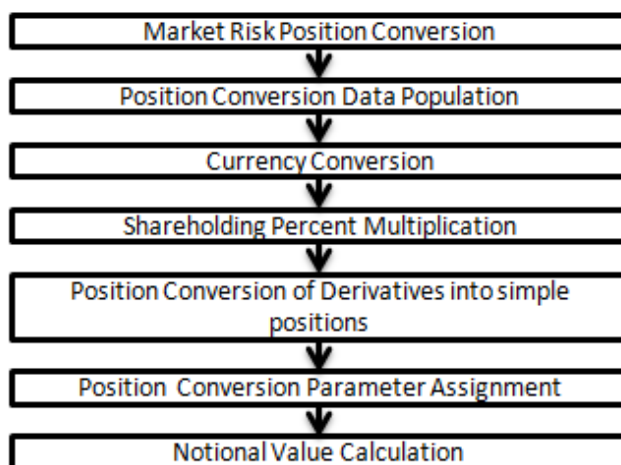 Market Risk Position Conversion
Position Conversion Data Population
Currency Conversion
Shareholding Percent Multiplication
Position Conversion of Derivatives into simple
positions
Position Conversion Parameter Assignment
Notional Value Calculation